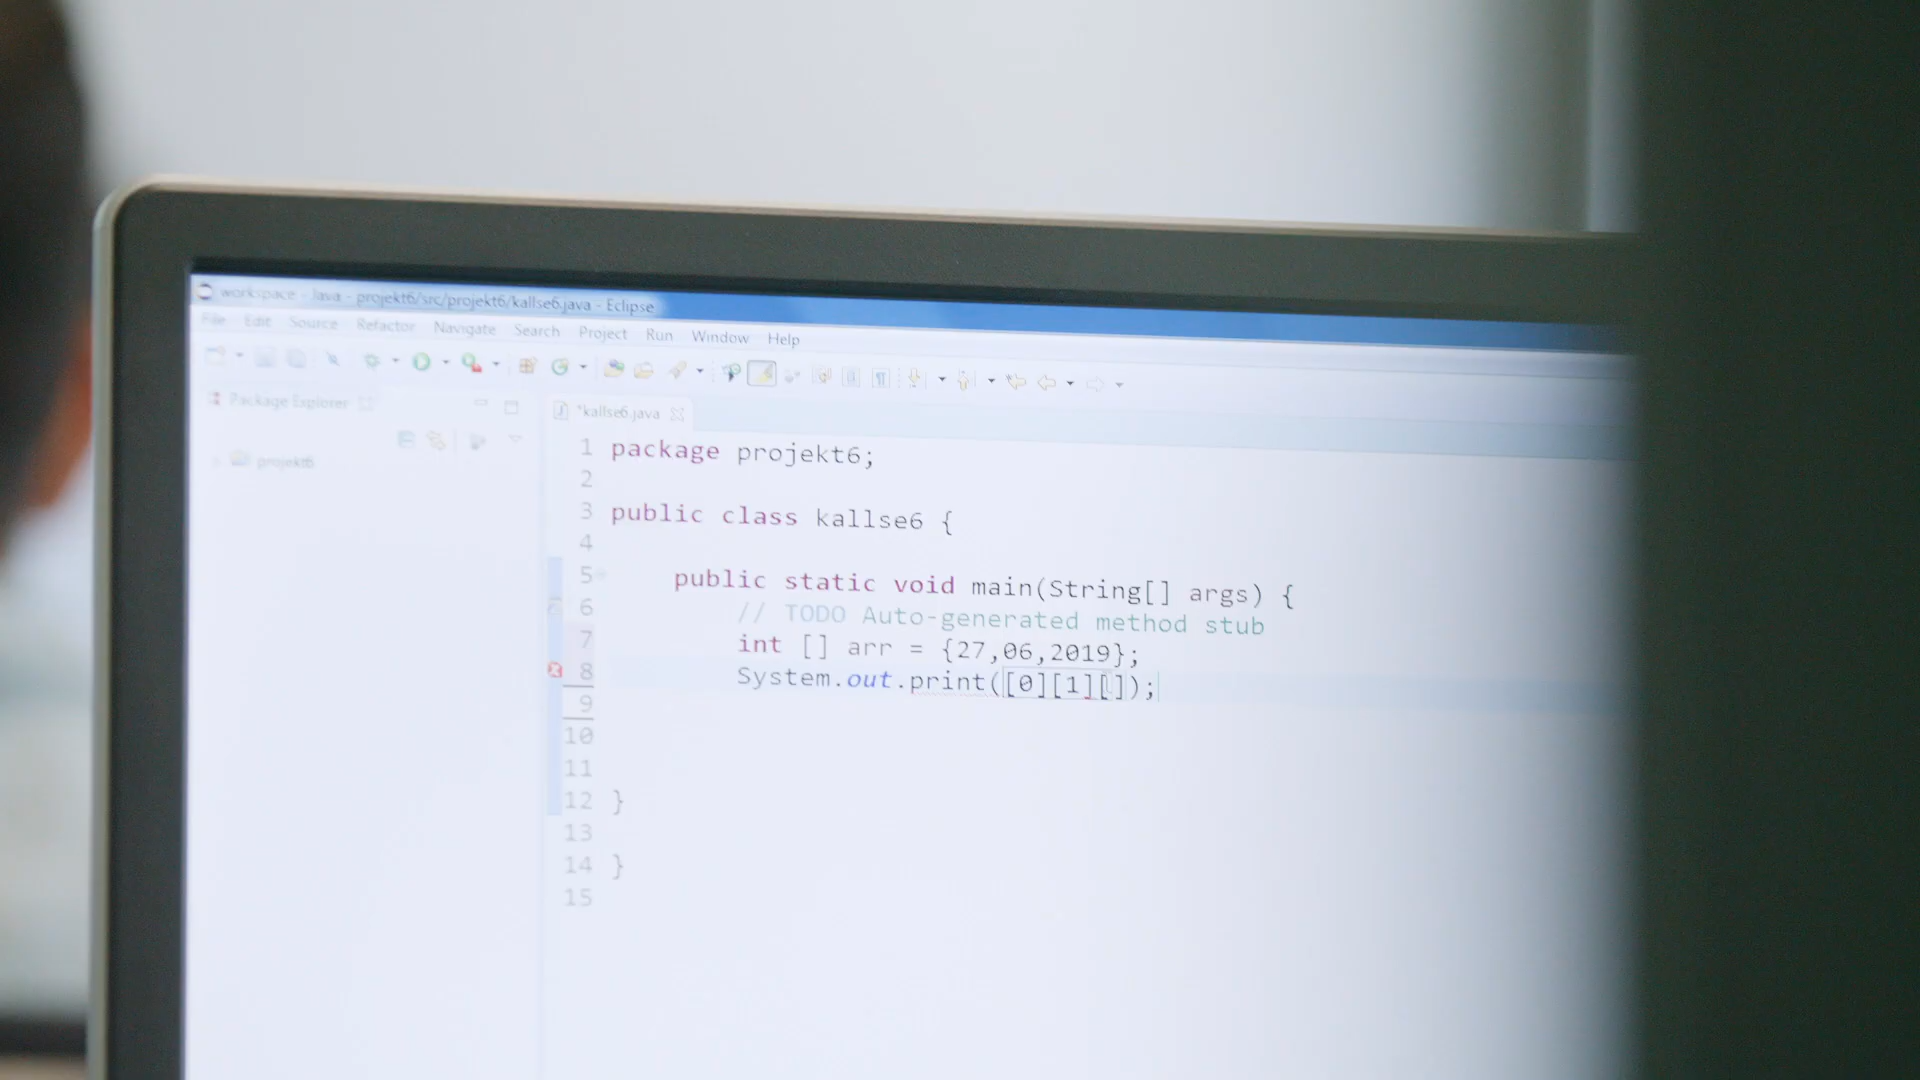 workspace - Java - projekt6/src/projekt6/kallse6.java - Eclipse
File Edit Source Refactor Navigate Search Project Run Window Help
Package Explorer
projekt6
*kallse6.java
1 package projekt6;
2
3 public class kallse6 {
4
5 public static void main(String[] args) {
6 // TODO Auto-generated method stub
7 int [] arr = {27,06,2019};
8 System.out.print([0][1][]);
9
10
11
12 }
13
14 }
15